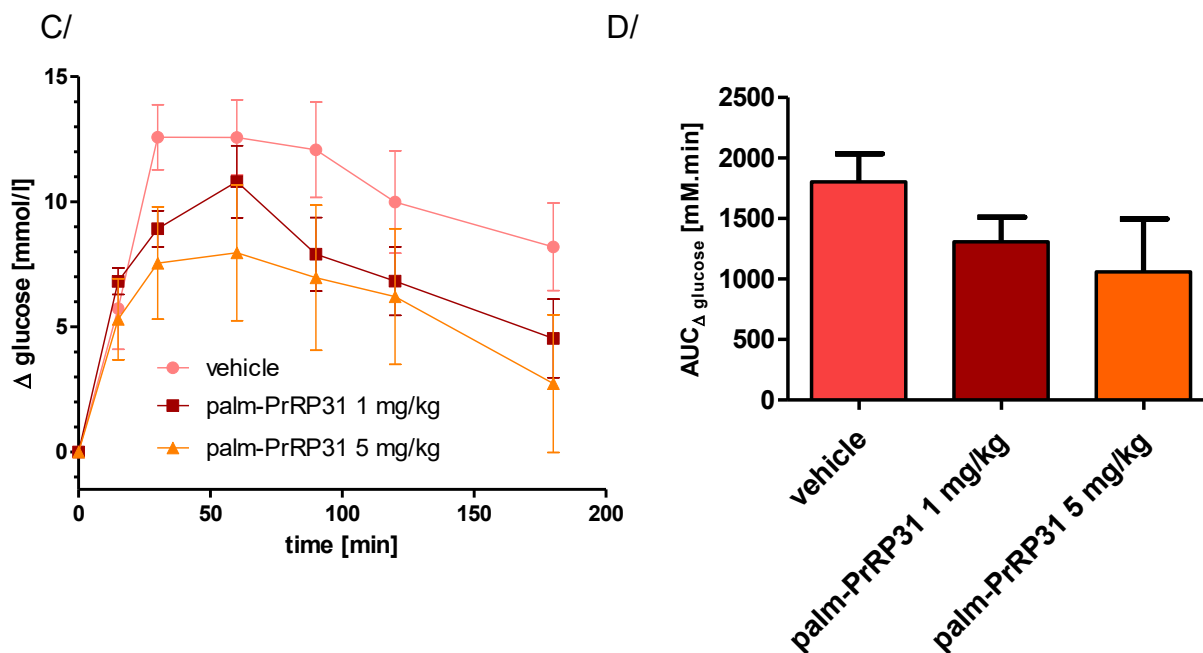 C/
D/
15
10
5
0
Δ glucose [mmol/l]
vehicle
palm-PrRP31 1 mg/kg
palm-PrRP31 5 mg/kg
0
50
100
150
200
time [min]
2500
2000
1500
1000
500
0
AUC Δ glucose [mM.min]
vehicle
palm-PrRP31 1 mg/kg
palm-PrRP31 5 mg/kg